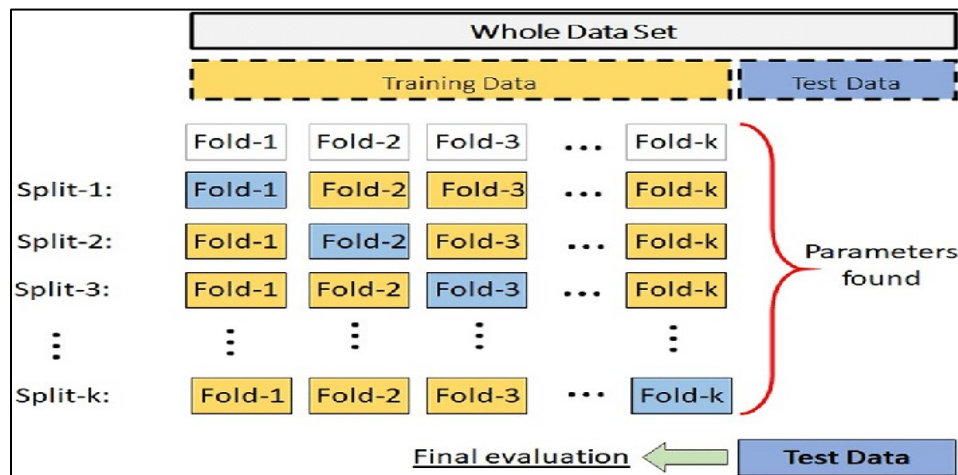 Whole Data Set
Training Data Test Data
Fold-1 Fold-2 Fold-3 ... Fold-k
Split-1: Fold-1 Fold-2 Fold-3 ... Fold-k
Split-2: Fold-1 Fold-2 Fold-3 ... Fold-k
Parameters
found
Split-3: Fold-1 Fold-2 Fold-3 ... Fold-k
Split-k: Fold-1 Fold-2 Fold-3 ... Fold-k
Final evaluation Test Data